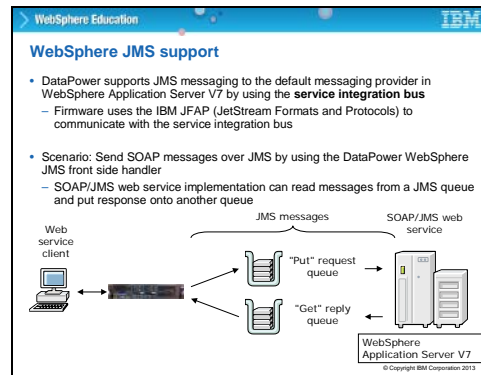 WebSphere Education
IBM
WebSphere JMS support
• DataPower supports JMS messaging to the default messaging provider in
WebSphere Application Server V7 by using the service integration bus
– Firmware uses the IBM JFAP (JetStream Formats and Protocols) to
communicate with the service integration bus
• Scenario: Send SOAP messages over JMS by using the DataPower WebSphere
JMS front side handler
– SOAP/JMS web service implementation can read messages from a JMS queue
and put response onto another queue
JMS messages
SOAP/JMS web
service
Web
service
client
"Put" request
queue
"Get" reply
queue
WebSphere
Application Server V7
© Copyright IBM Corporation 2013